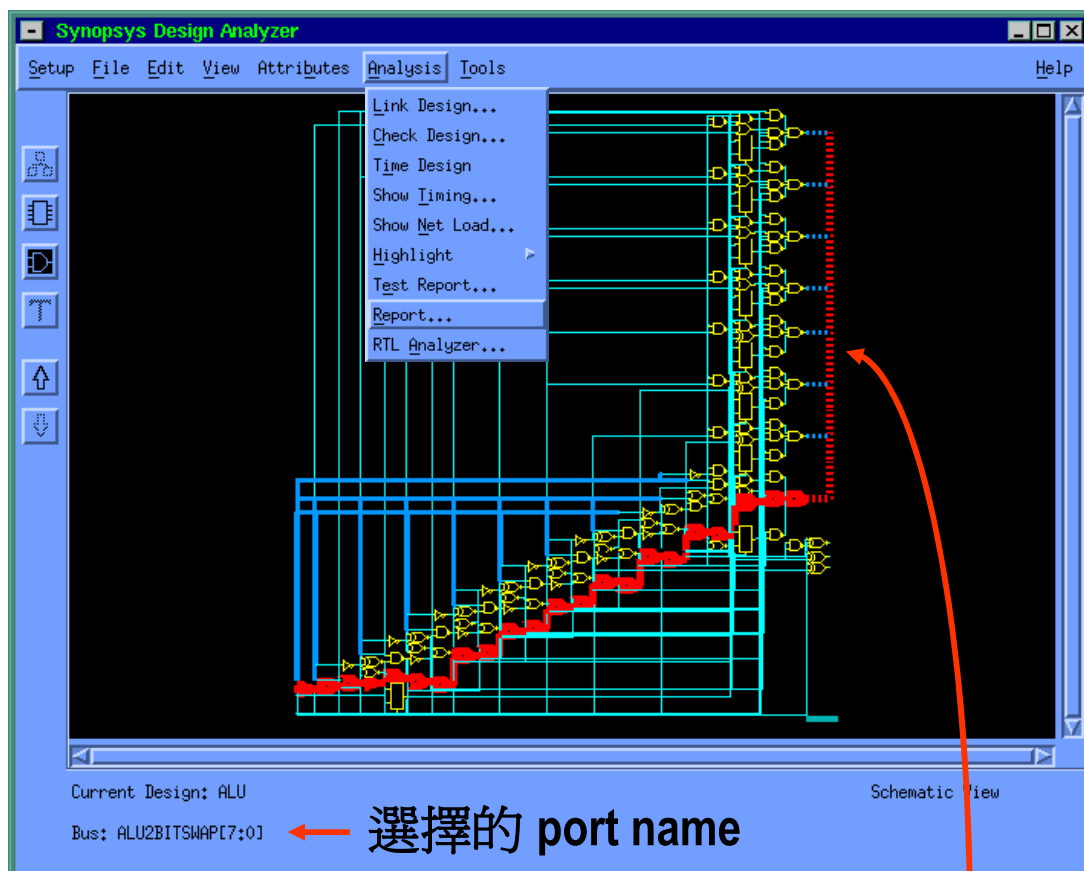 Synopsys Design Analyzer
Setup File Edit View Attributes Analysis Tools Help
Link Design...
Check Design...
Time Design
Show Timing...
Show Net Load...
Highlight
Test Report...
Report...
RTL Analyzer...
Current Design: ALU Schematic View
Bus: ALU2BITSWAP[7:0] 選擇的 port name